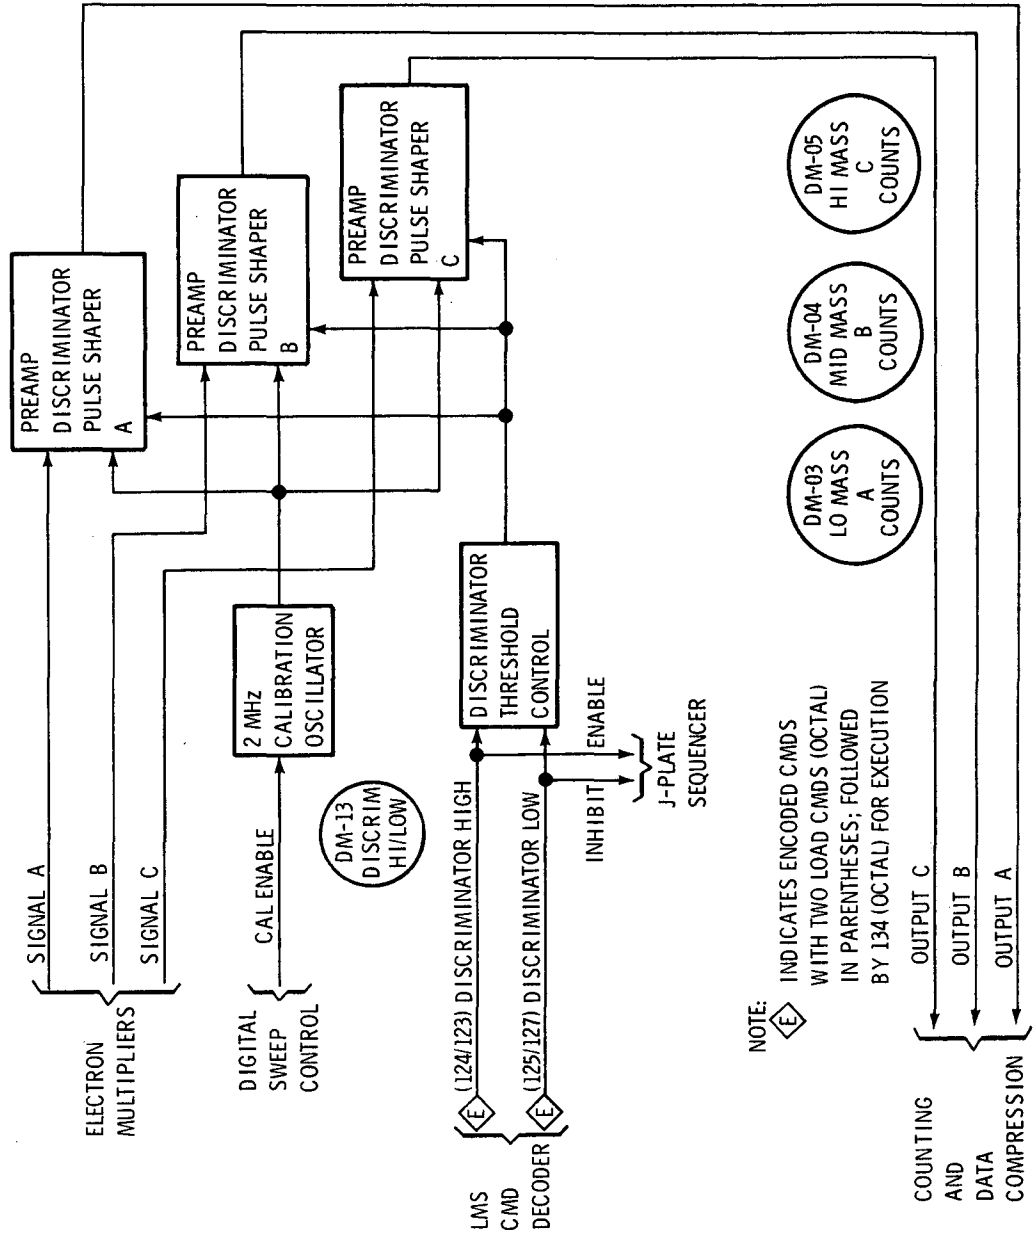 ELECTRON
MULTIPLIERS
SIGNAL A
SIGNAL B
SIGNAL C
PREAMP
DISCRIMINATOR
PULSE SHAPER
A
PREAMP
DISCRIMINATOR
PULSE SHAPER
B
PREAMP
DISCRIMINATOR
PULSE SHAPER
C
DIGITAL
SWEEP
CONTROL
CAL ENABLE
2 MHz
CALIBRATION
OSCILLATOR
DM-13
DISCRIM
HI/LOW
LMS
CMD
DECODER
E
(124/123) DISCRIMINATOR HIGH
E
(125/127) DISCRIMINATOR LOW
DISCRIMINATOR
THRESHOLD
CONTROL
INHIBIT
ENABLE
J-PLATE
SEQUENCER
DM-03
LO MASS
A
COUNTS
DM-04
MID MASS
B
COUNTS
DM-05
HI MASS
C
COUNTS
NOTE:
E
INDICATES ENCODED CMDS
WITH TWO LOAD CMDS (OCTAL)
IN PARENTHESES; FOLLOWED
BY 134 (OCTAL) FOR EXECUTION
COUNTING
AND
DATA
COMPRESSION
OUTPUT C
OUTPUT B
OUTPUT A